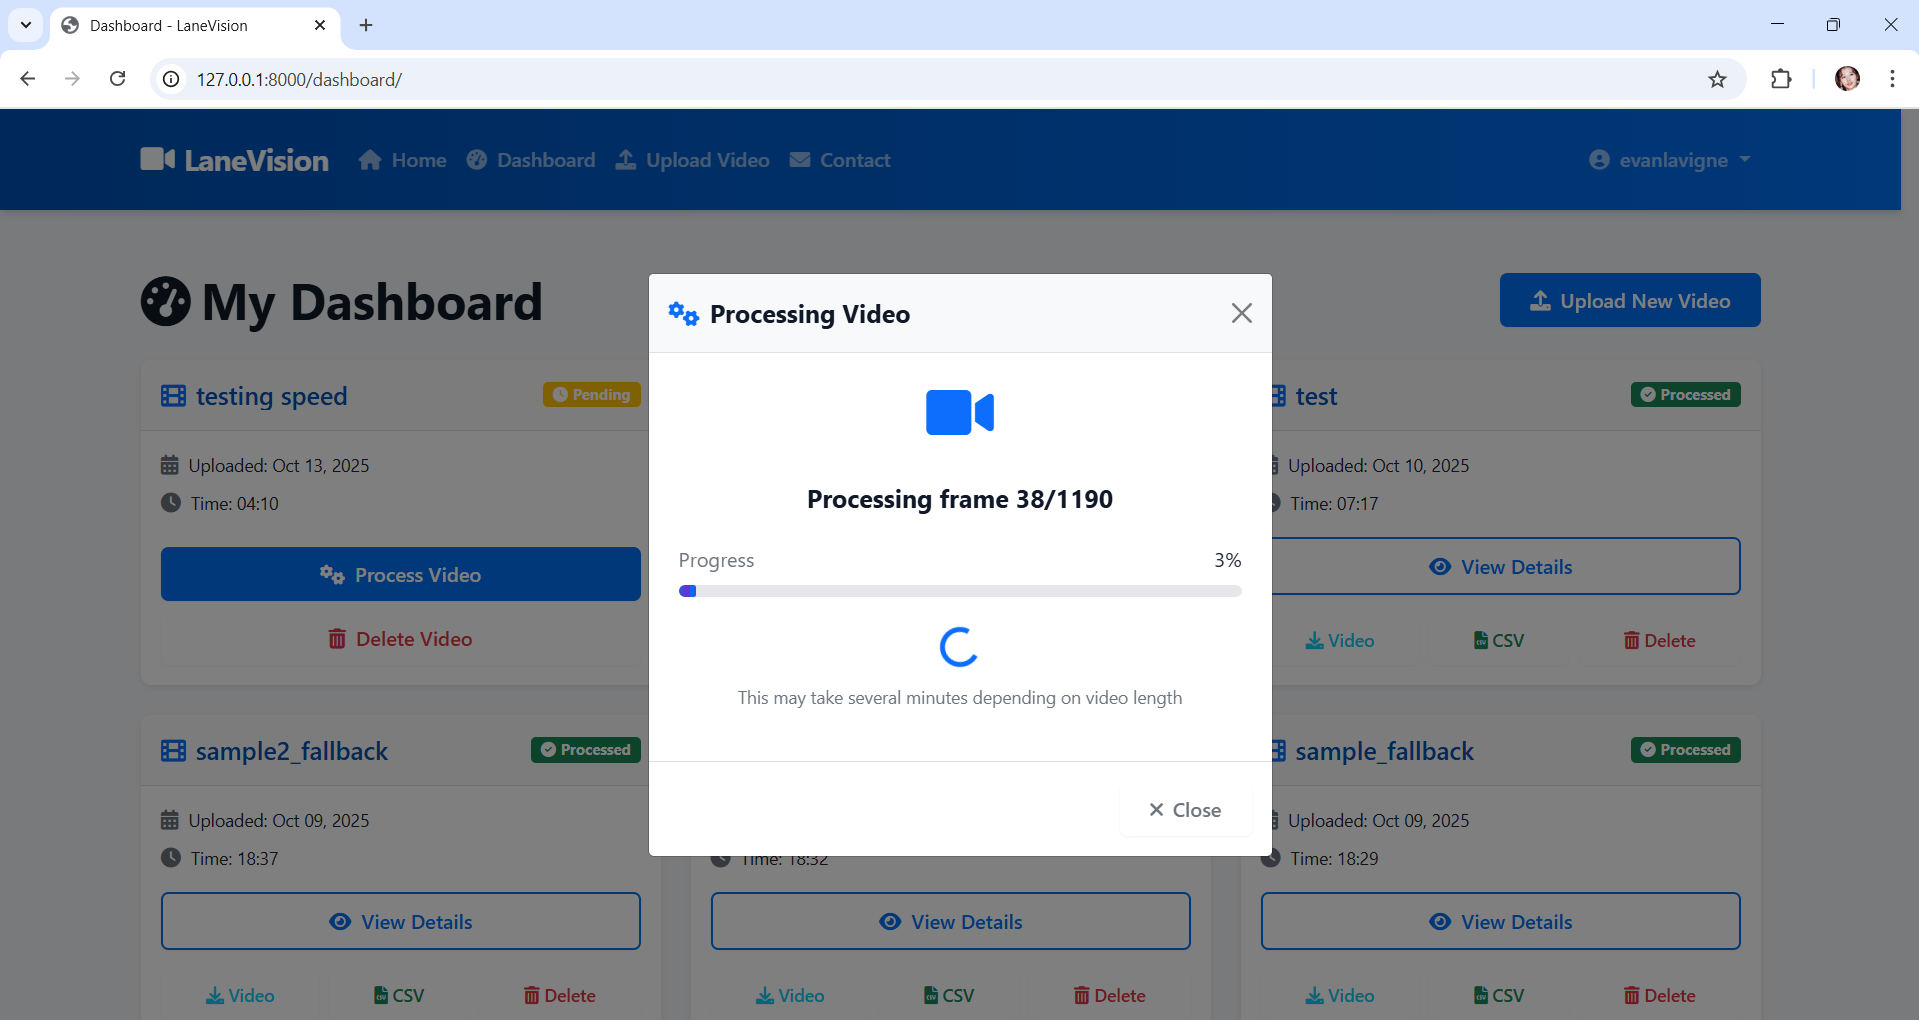 Dashboard - LaneVision
127.0.0.1:8000/dashboard/
LaneVision Home Dashboard Upload Video Contact evanlavigne
My Dashboard
Upload New Video
Processing Video
Processing frame 38/1190
Progress 3%
This may take several minutes depending on video length
Close
testing speed Pending
Uploaded: Oct 13, 2025
Time: 04:10
Process Video
Delete Video
test Processed
Uploaded: Oct 10, 2025
Time: 07:17
View Details
Video CSV Delete
sample2_fallback Processed
Uploaded: Oct 09, 2025
Time: 18:37
View Details
Video CSV Delete
Time: 18:32
View Details
Video CSV Delete
sample_fallback Processed
Uploaded: Oct 09, 2025
Time: 18:29
View Details
Video CSV Delete